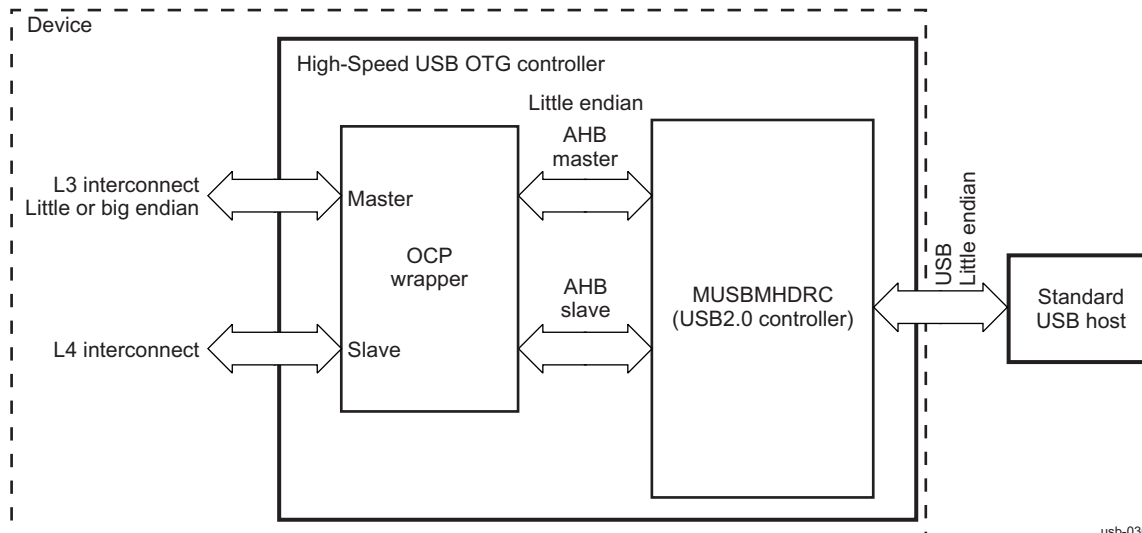 Device
High-Speed USB OTG controller
Little endian
AHB
master
L3 interconnect
Little or big endian
Master
OCP
wrapper
AHB
slave
MUSBMHDRC
(USB2.0 controller)
USB
Little endian
Standard
USB host
L4 interconnect
Slave